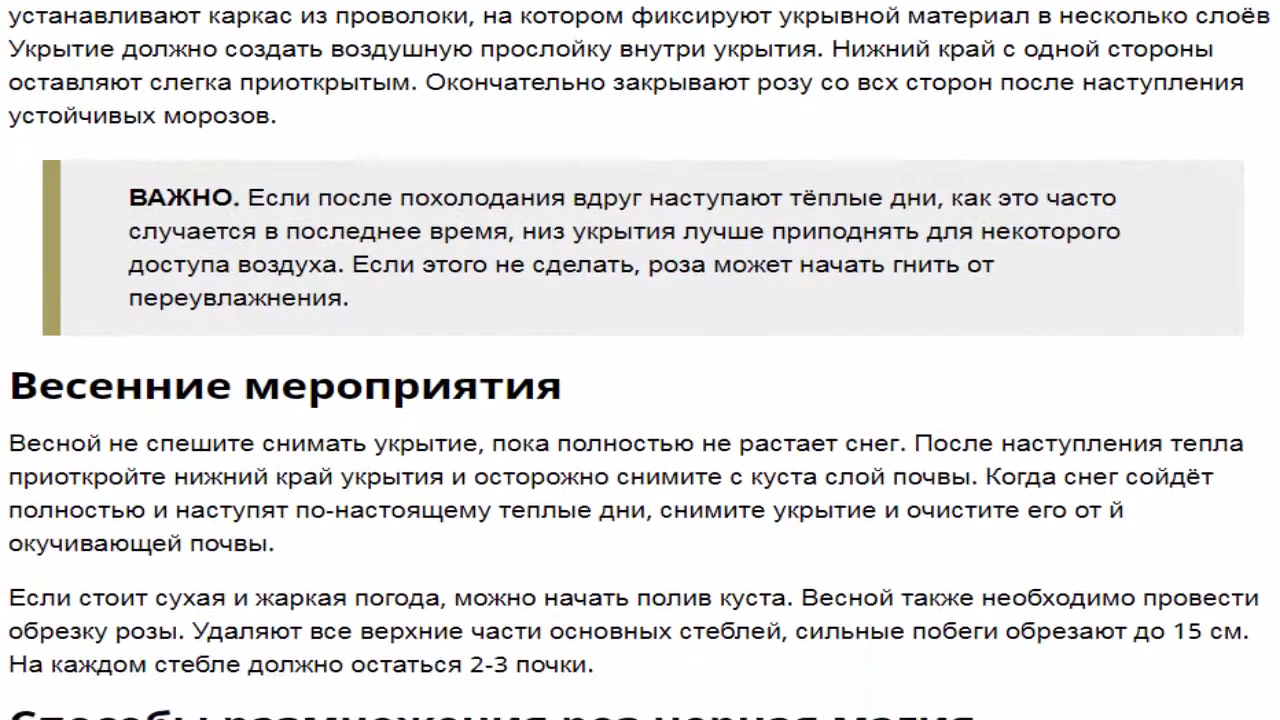 устанавливают каркас из проволоки, на котором фиксируют укрывной материал в несколько слоёв
Укрытие должно создать воздушную прослойку внутри укрытия. Нижний край с одной стороны
оставляют слегка приоткрытым. Окончательно закрывают розу со всх сторон после наступления
устойчивых морозов.
ВАЖНО. Если после похолодания вдруг наступают тёплые дни, как это часто
случается в последнее время, низ укрытия лучше приподнять для некоторого
доступа воздуха. Если этого не сделать, роза может начать гнить от
переувлажнения.
Весенние мероприятия
Весной не спешите снимать укрытие, пока полностью не растает снег. После наступления тепла
приоткройте нижний край укрытия и осторожно снимите с куста слой почвы. Когда снег сойдёт
полностью и наступят по-настоящему теплые дни, снимите укрытие и очистите его от й
окучивающей почвы.
Если стоит сухая и жаркая погода, можно начать полив куста. Весной также необходимо провести
обрезку розы. Удаляют все верхние части основных стеблей, сильные побеги обрезают до 15 см.
На каждом стебле должно остаться 2-3 почки.
Способы размножения роз черная магия